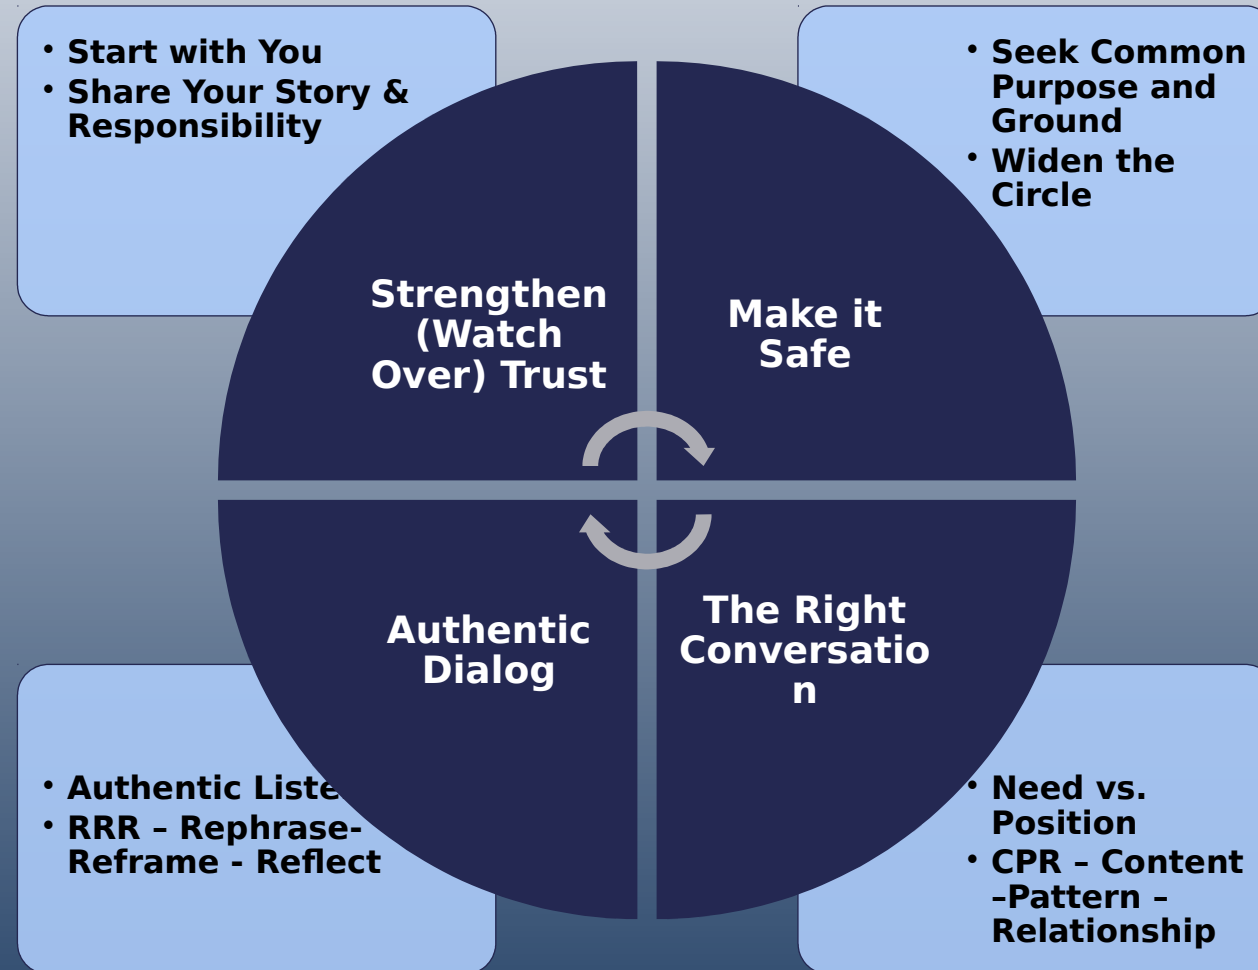 • Start with You
• Share Your Story &
Responsibility
• Seek Common
Purpose and
Ground
• Widen the
Circle
Strengthen
(Watch
Over) Trust
Make it
Safe
Authentic
Dialog
The Right
Conversatio
n
• Authentic Liste
• RRR – Rephrase-
Reframe - Reflect
• Need vs.
Position
• CPR – Content
–Pattern –
Relationship